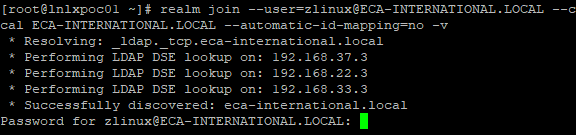 [root@lnlxpoc01 ~]# realm join --user=zlinux@ECA-INTERNATIONAL.LOCAL --c
cal ECA-INTERNATIONAL.LOCAL --automatic-id-mapping=no -v
* Resolving: _ldap._tcp.eca-international.local
* Performing LDAP DSE lookup on: 192.168.37.3
* Performing LDAP DSE lookup on: 192.168.22.3
* Performing LDAP DSE lookup on: 192.168.33.3
* Successfully discovered: eca-international.local
Password for zlinux@ECA-INTERNATIONAL.LOCAL: